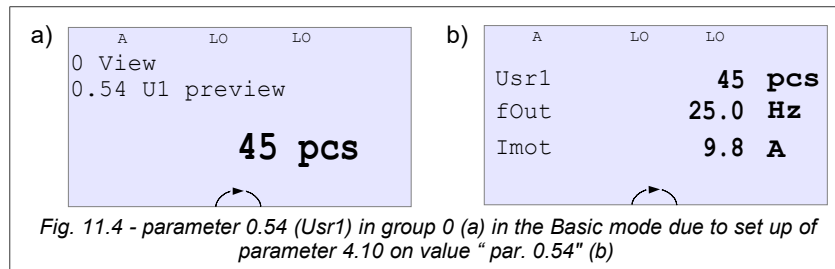 a)
A LO LO
0 View
0.54 U1 preview
45 pcs
b)
A LO LO
Usr1 45 pcs
fOut 25.0 Hz
Imot 9.8 A
Fig. 11.4 - parameter 0.54 (Usr1) in group 0 (a) in the Basic mode due to set up of
parameter 4.10 on value “ par. 0.54" (b)